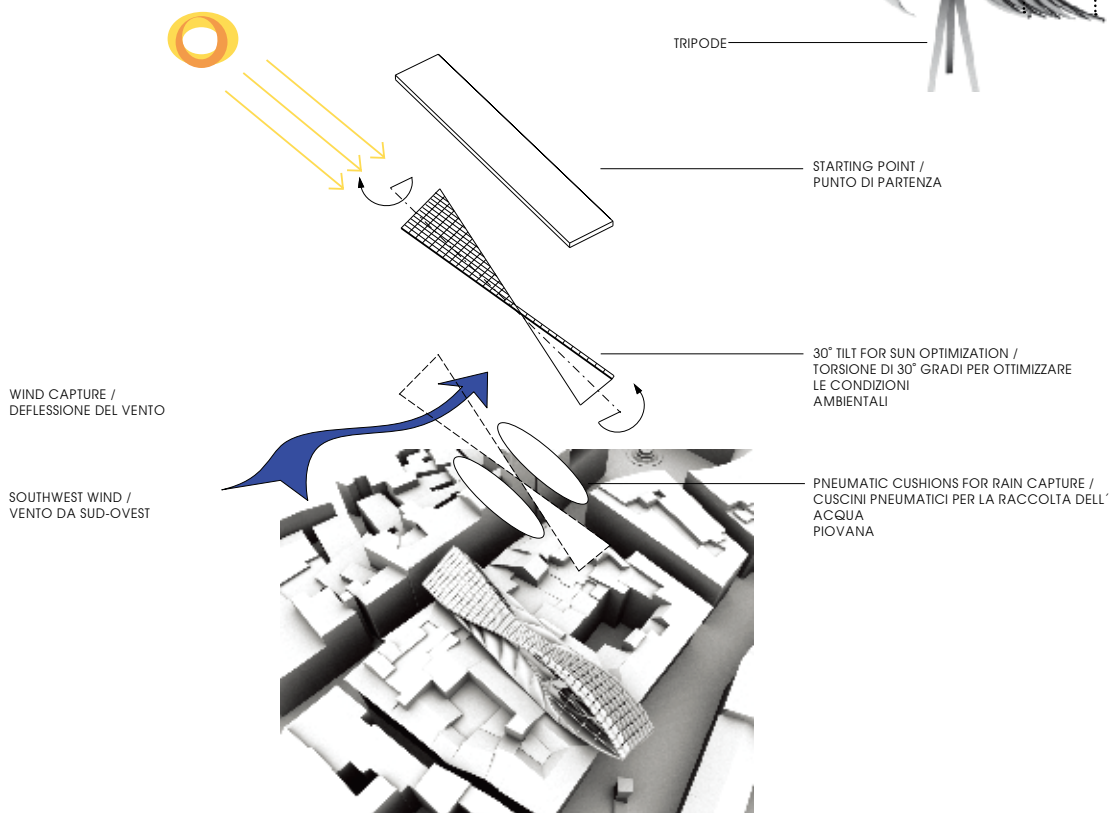 TRIPODE
STARTING POINT /
PUNTO DI PARTENZA
30° TILT FOR SUN OPTIMIZATION /
TORSIONE DI 30° GRADI PER OTTIMIZZARE
LE CONDIZIONI
AMBIENTALI
WIND CAPTURE /
DEFLESSIONE DEL VENTO
SOUTHWEST WIND /
VENTO DA SUD-OVEST
PNEUMATIC CUSHIONS FOR RAIN CAPTURE /
CUSCINI PNEUMATICI PER LA RACCOLTA DELL´
ACQUA
PIOVANA